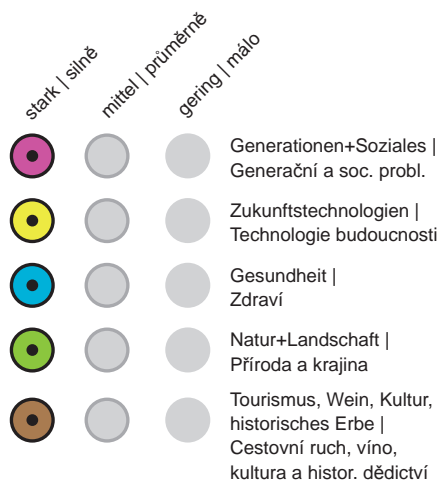 stark | silně
mittel | průměrně
gering | málo
Generationen+Soziales |
Generační a soc. probl.
Zukunftstechnologien |
Technologie budoucnosti
Gesundheit |
Zdraví
Natur+Landschaft |
Příroda a krajina
Tourismus, Wein, Kultur,
historisches Erbe |
Cestovní ruch, víno,
kultura a histor. dědictví